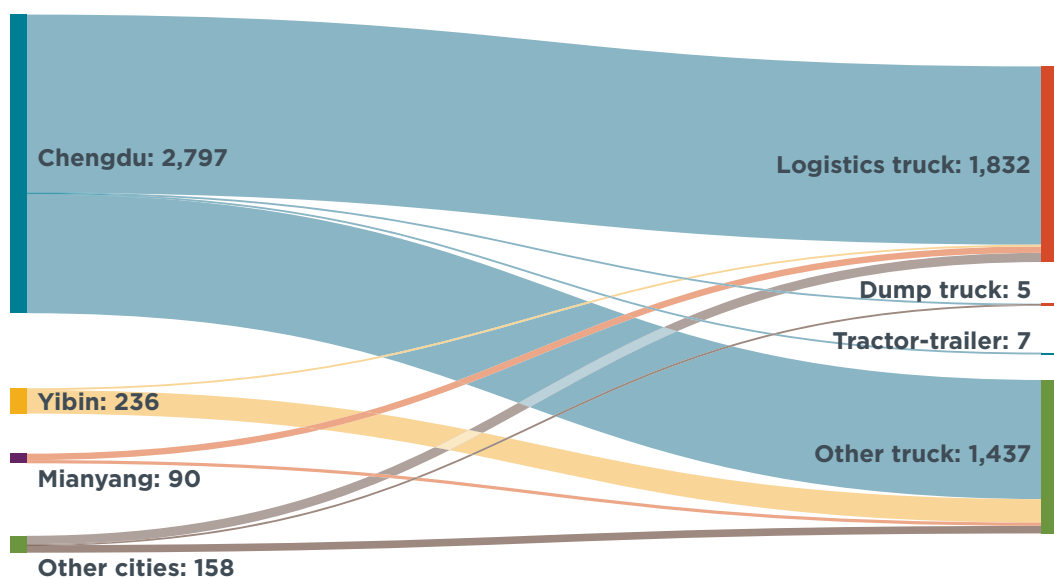 Chengdu: 2,797
Yibin: 236
Mianyang: 90
Other cities: 158
Logistics truck: 1,832
Dump truck: 5
Tractor-trailer: 7
Other truck: 1,437